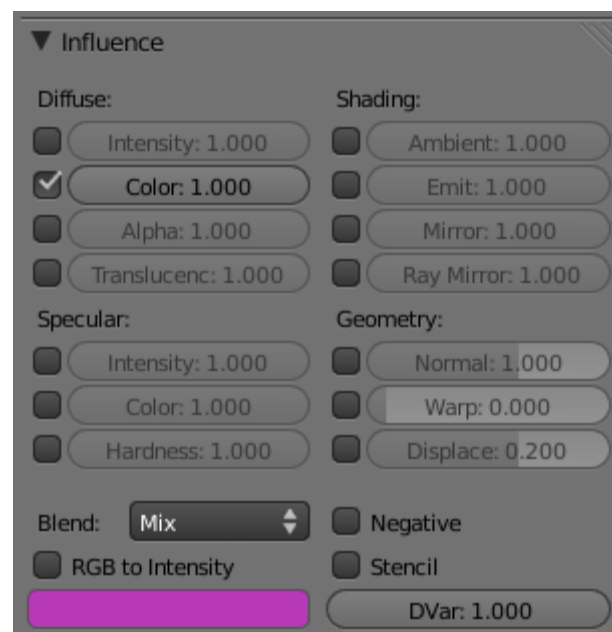 Influence
Diffuse: Shading:
Intensity: 1.000 Ambient: 1.000
Color: 1.000 Emit: 1.000
Alpha: 1.000 Mirror: 1.000
Translucenc: 1.000 Ray Mirror: 1.000
Specular: Geometry:
Intensity: 1.000 Normal: 1.000
Color: 1.000 Warp: 0.000
Hardness: 1.000 Displace: 0.200
Blend: Mix Negative
RGB to Intensity Stencil
DVar: 1.000